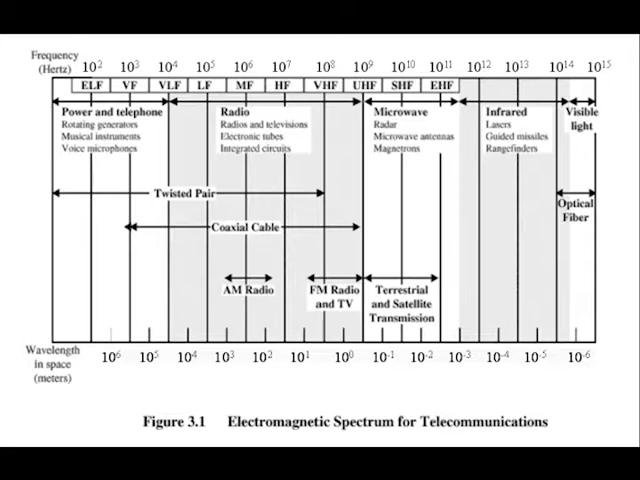 Frequency
(Hertz) 10² 10³ 10⁴ 10⁵ 10⁶ 10⁷ 10⁸ 10⁹ 10¹⁰ 10¹¹ 10¹² 10¹³ 10¹⁴ 10¹⁵
ELF VF VLF LF MF HF VHF UHF SHF EHF
Power and telephone
Rotating generators
Musical instruments
Voice microphones
Radio
Radios and televisions
Electronic tubes
Integrated circuits
Microwave
Radar
Microwave antennas
Magnetrons
Infrared
Lasers
Guided missiles
Rangefinders
Visible
light
Twisted Pair
Optical
Fiber
Coaxial Cable
AM Radio
FM Radio
and TV
Terrestrial
and Satellite
Transmission
Wavelength
in space
(meters)
10⁶ 10⁵ 10⁴ 10³ 10² 10¹ 10⁰ 10⁻¹ 10⁻² 10⁻³ 10⁻⁴ 10⁻⁵ 10⁻⁶
Figure 3.1 Electromagnetic Spectrum for Telecommunications